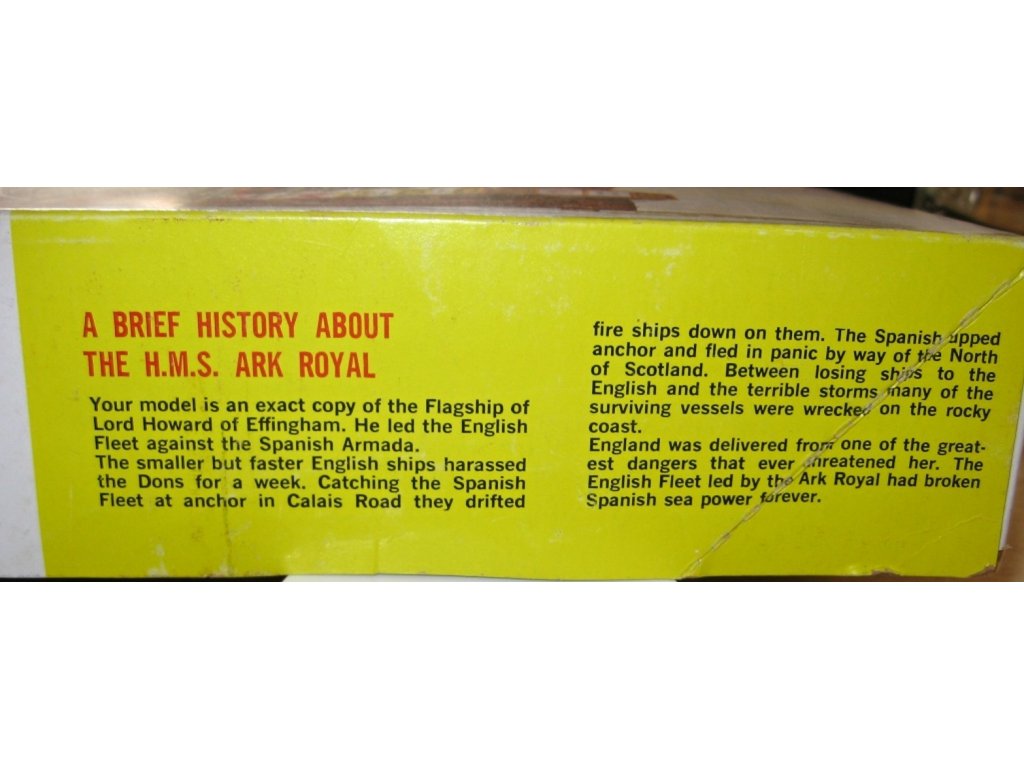 A BRIEF HISTORY ABOUT
THE H.M.S. ARK ROYAL
Your model is an exact copy of the Flagship of
Lord Howard of Effingham. He led the English
Fleet against the Spanish Armada.
The smaller but faster English ships harassed
the Dons for a week. Catching the Spanish
Fleet at anchor in Calais Road they drifted
fire ships down on them. The Spanish upped
anchor and fled in panic by way of the North
of Scotland. Between losing ships to the
English and the terrible storms many of the
surviving vessels were wrecked on the rocky
coast.
England was delivered from one of the great-
est dangers that ever threatened her. The
English Fleet led by the Ark Royal had broken
Spanish sea power forever.